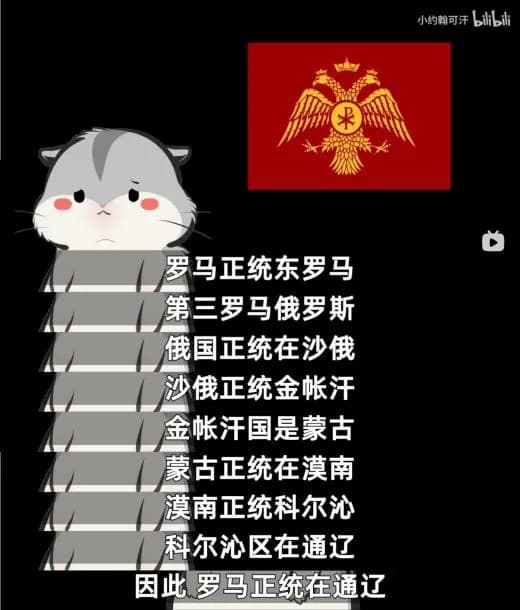 小约翰可汗 bilibili
罗马正统东罗马
第三罗马俄罗斯
俄国正统在沙俄
沙俄正统金帐汗
金帐汗国是蒙古
蒙古正统在漠南
漠南正统科尔沁
科尔沁区在通辽
因此 罗马正统在通辽